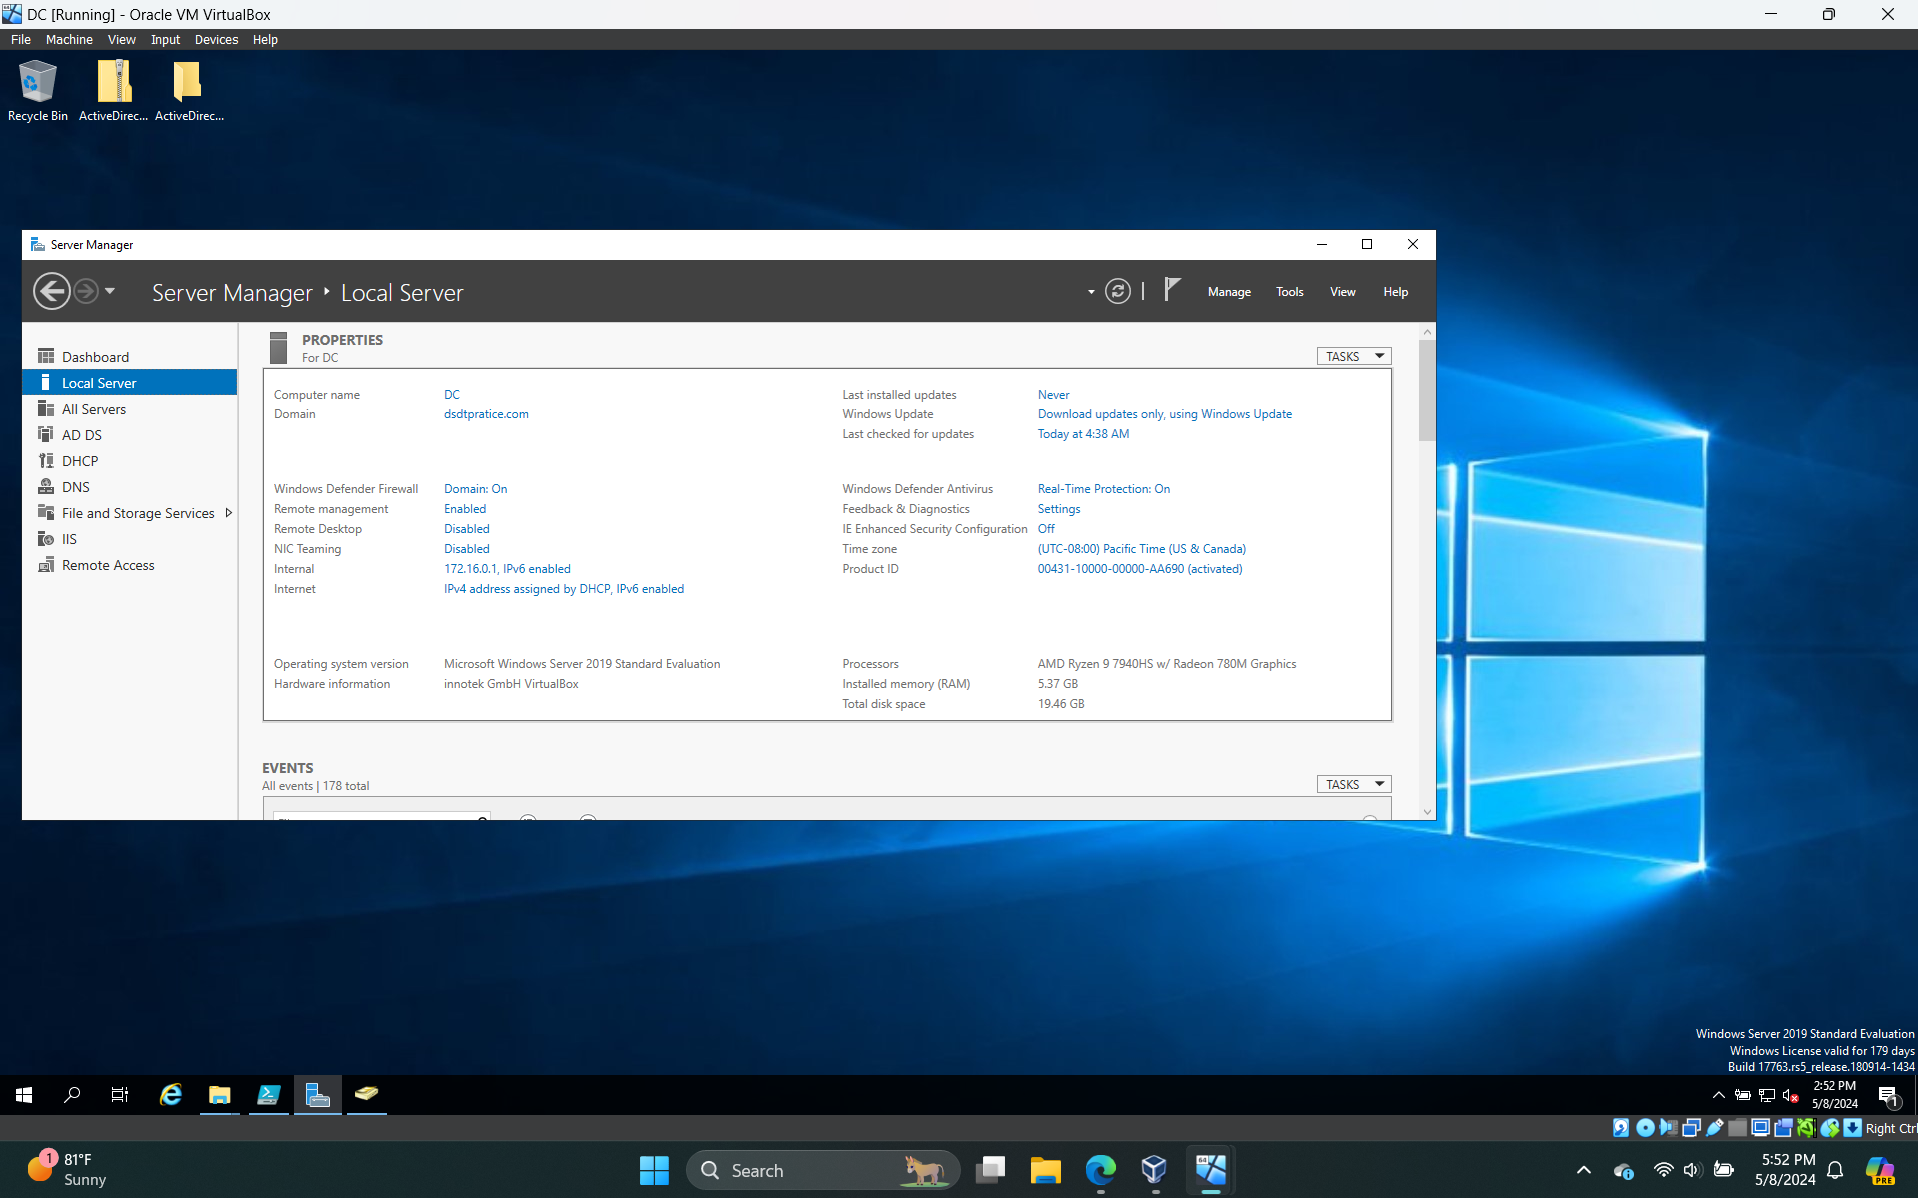 DC [Running] - Oracle VM VirtualBox
File Machine View Input Devices Help
Recycle Bin ActiveDirec... ActiveDirec...
Server Manager
Server Manager ‣ Local Server
Manage Tools View Help
Dashboard
Local Server
All Servers
AD DS
DHCP
DNS
File and Storage Services
IIS
Remote Access
PROPERTIES
For DC
TASKS
Computer name DC
Domain dsdtpratice.com
Last installed updates Never
Windows Update Download updates only, using Windows Update
Last checked for updates Today at 4:38 AM
Windows Defender Firewall Domain: On
Remote management Enabled
Remote Desktop Disabled
NIC Teaming Disabled
Internal 172.16.0.1, IPv6 enabled
Internet IPv4 address assigned by DHCP, IPv6 enabled
Windows Defender Antivirus Real-Time Protection: On
Feedback & Diagnostics Settings
IE Enhanced Security Configuration Off
Time zone (UTC-08:00) Pacific Time (US & Canada)
Product ID 00431-10000-00000-AA690 (activated)
Operating system version Microsoft Windows Server 2019 Standard Evaluation
Hardware information innotek GmbH VirtualBox
Processors AMD Ryzen 9 7940HS w/ Radeon 780M Graphics
Installed memory (RAM) 5.37 GB
Total disk space 19.46 GB
EVENTS
All events | 178 total
TASKS
Windows Server 2019 Standard Evaluation
Windows License valid for 179 days
Build 17763.rs5_release.180914-1434
2:52 PM
5/8/2024
1
Right Ctrl
1
81°F
Sunny
Search
64
5:52 PM
5/8/2024
PRE